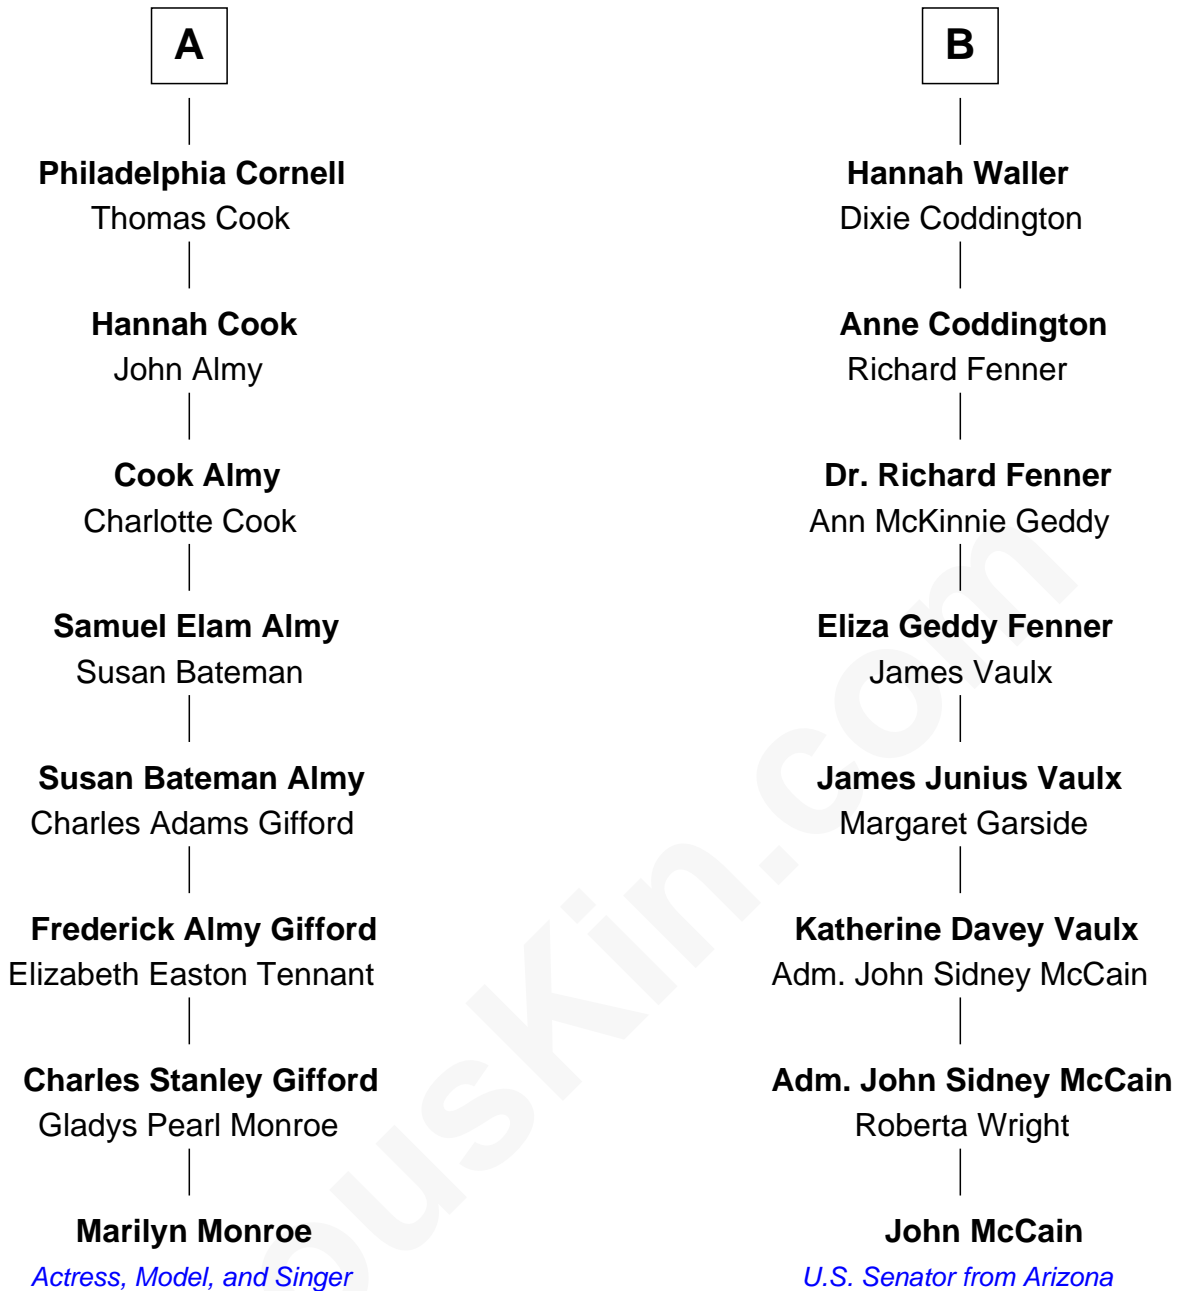 A
Philadelphia Cornell
Thomas Cook
Hannah Cook
John Almy
Cook Almy
Charlotte Cook
Samuel Elam Almy
Susan Bateman
Susan Bateman Almy
Charles Adams Gifford
Frederick Almy Gifford
Elizabeth Easton Tennant
Charles Stanley Gifford
Gladys Pearl Monroe
Marilyn Monroe
Actress, Model, and Singer
B
Hannah Waller
Dixie Coddington
Anne Coddington
Richard Fenner
Dr. Richard Fenner
Ann McKinnie Geddy
Eliza Geddy Fenner
James Vaulx
James Junius Vaulx
Margaret Garside
Katherine Davey Vaulx
Adm. John Sidney McCain
Adm. John Sidney McCain
Roberta Wright
John McCain
U.S. Senator from Arizona
ousKin.com